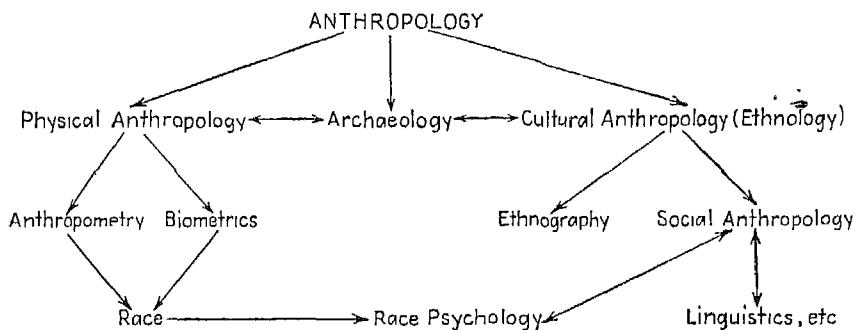 ANTHROPOLOGY
Physical Anthropology Archaeology Cultural Anthropology (Ethnology)
Anthropometry Biometrics Ethnography Social Anthropology
Race Race Psychology Linguistics, etc